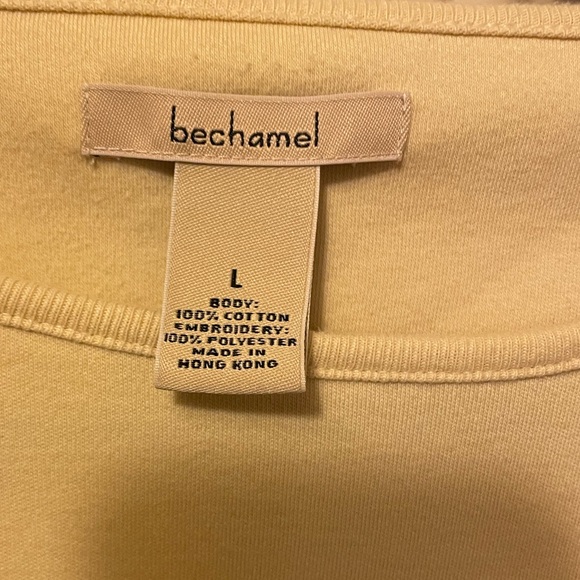 bechamel
L
BODY:
100% COTTON
EMBROIDERY:
100% POLYESTER
MADE IN
HONG KONG